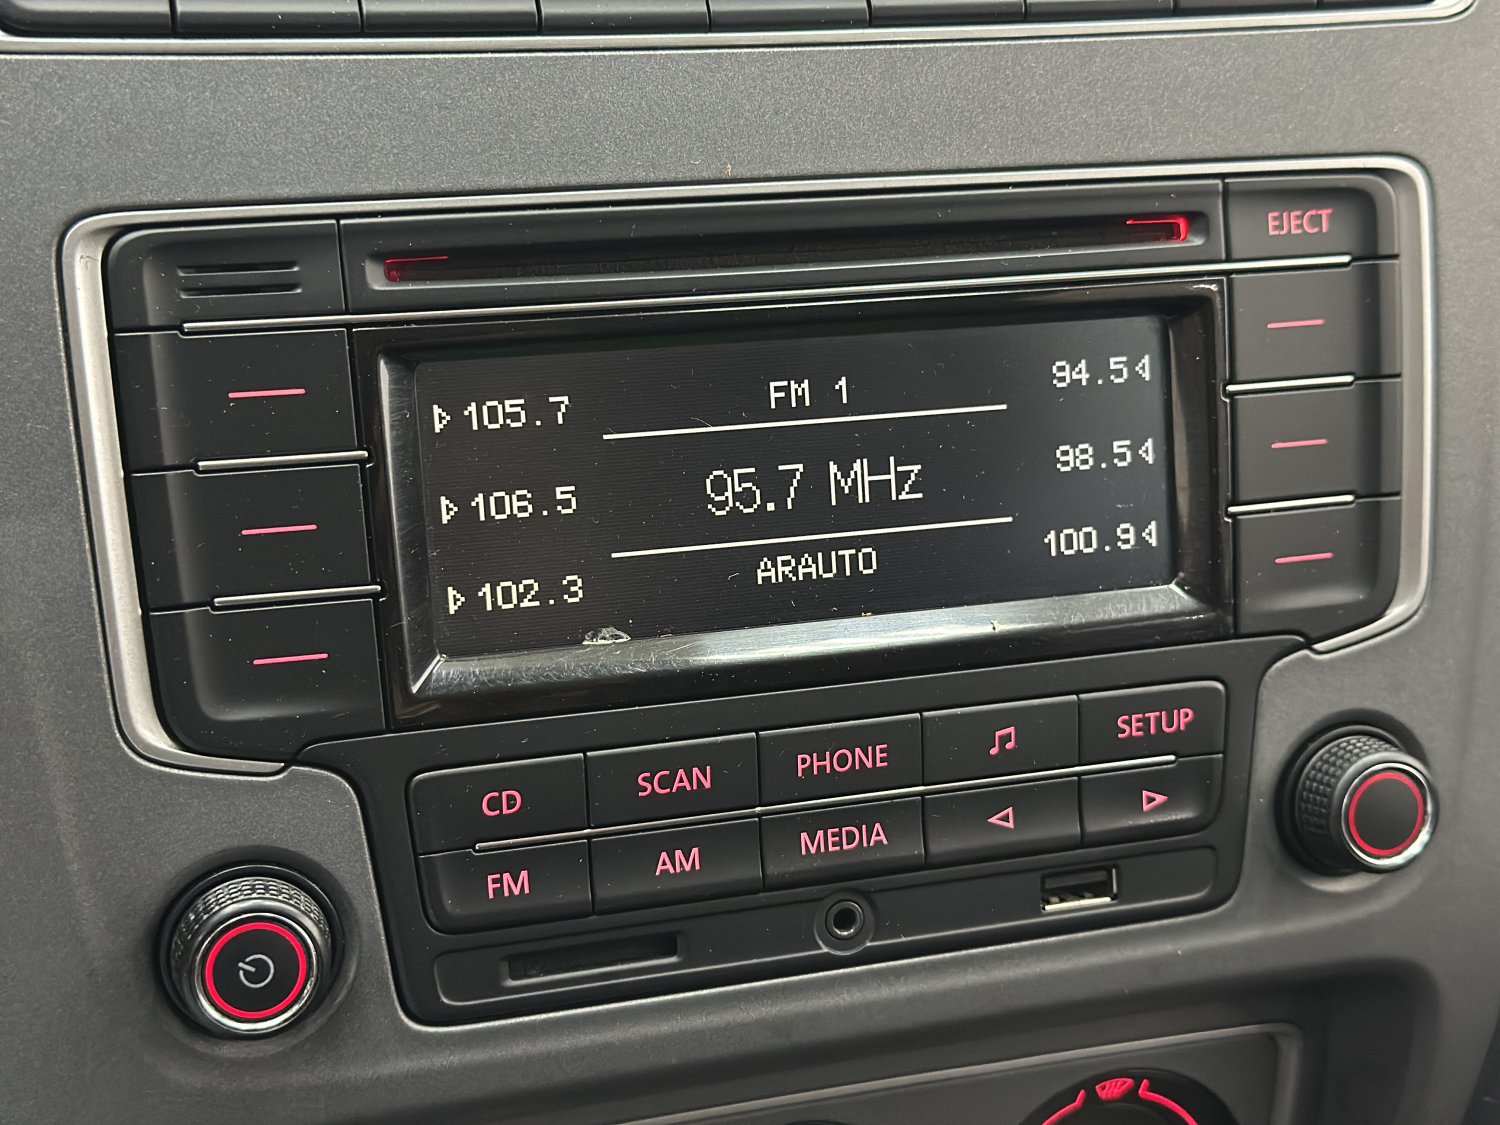 EJECT
105.7
FM 1
94.5
106.5
95.7 MHz
98.5
102.3
ARAUTO
100.9
CD
SCAN
PHONE
SETUP
FM
AM
MEDIA